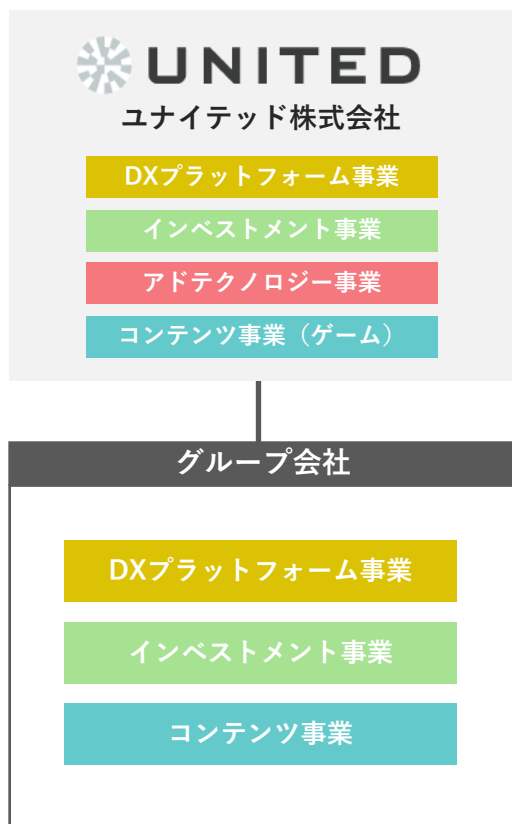 UNITED
ユナイテッド株式会社
DXプラットフォーム事業
インベストメント事業
アドテクノロジー事業
コンテンツ事業（ゲーム）
グループ会社
DXプラットフォーム事業
インベストメント事業
コンテンツ事業